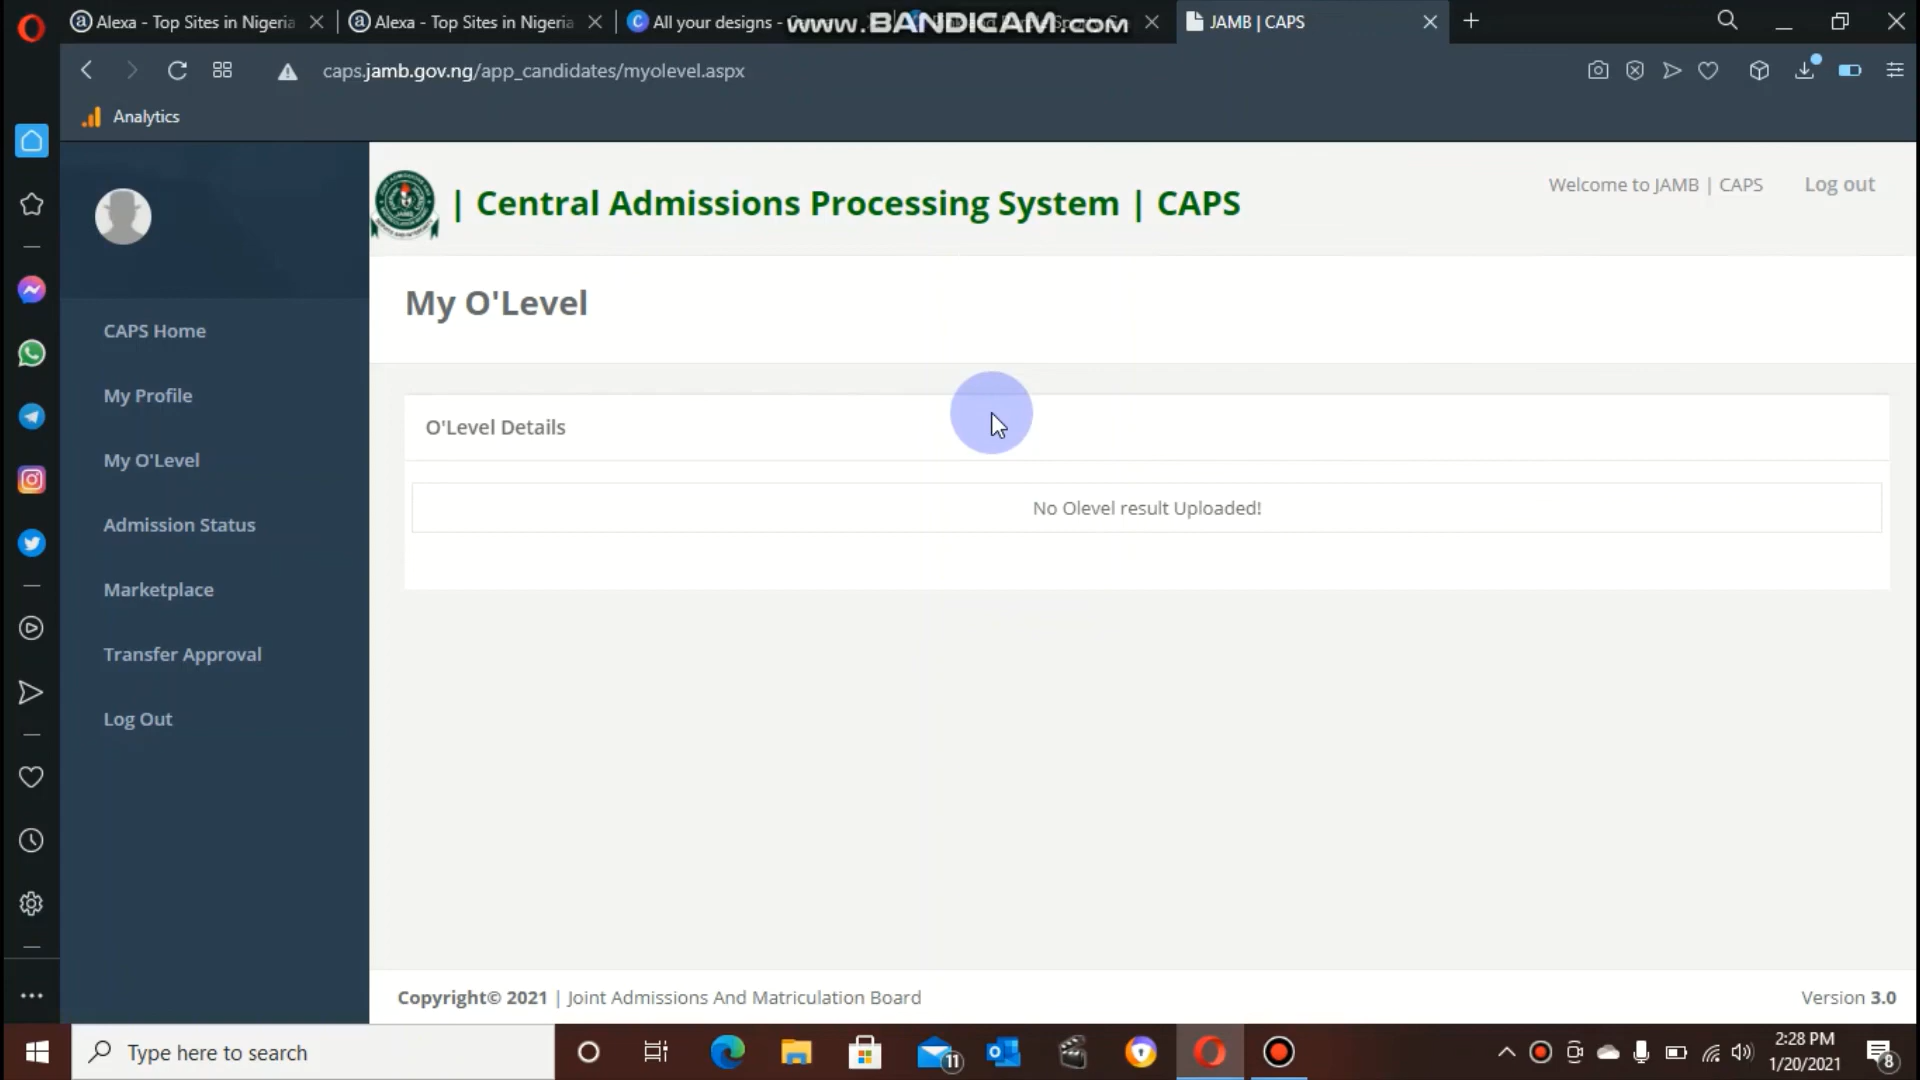 Alexa - Top Sites in Nigeria
Alexa - Top Sites in Nigeria
All your designs -
www.BANDICAM.com
JAMB | CAPS
caps.jamb.gov.ng/app_candidates/myolevel.aspx
Analytics
| Central Admissions Processing System | CAPS
Welcome to JAMB | CAPS
Log out
My O'Level
CAPS Home
My Profile
My O'Level
Admission Status
Marketplace
Transfer Approval
Log Out
O'Level Details
No Olevel result Uploaded!
Copyright© 2021 | Joint Admissions And Matriculation Board
Version 3.0
Type here to search
11
2:28 PM
1/20/2021
8